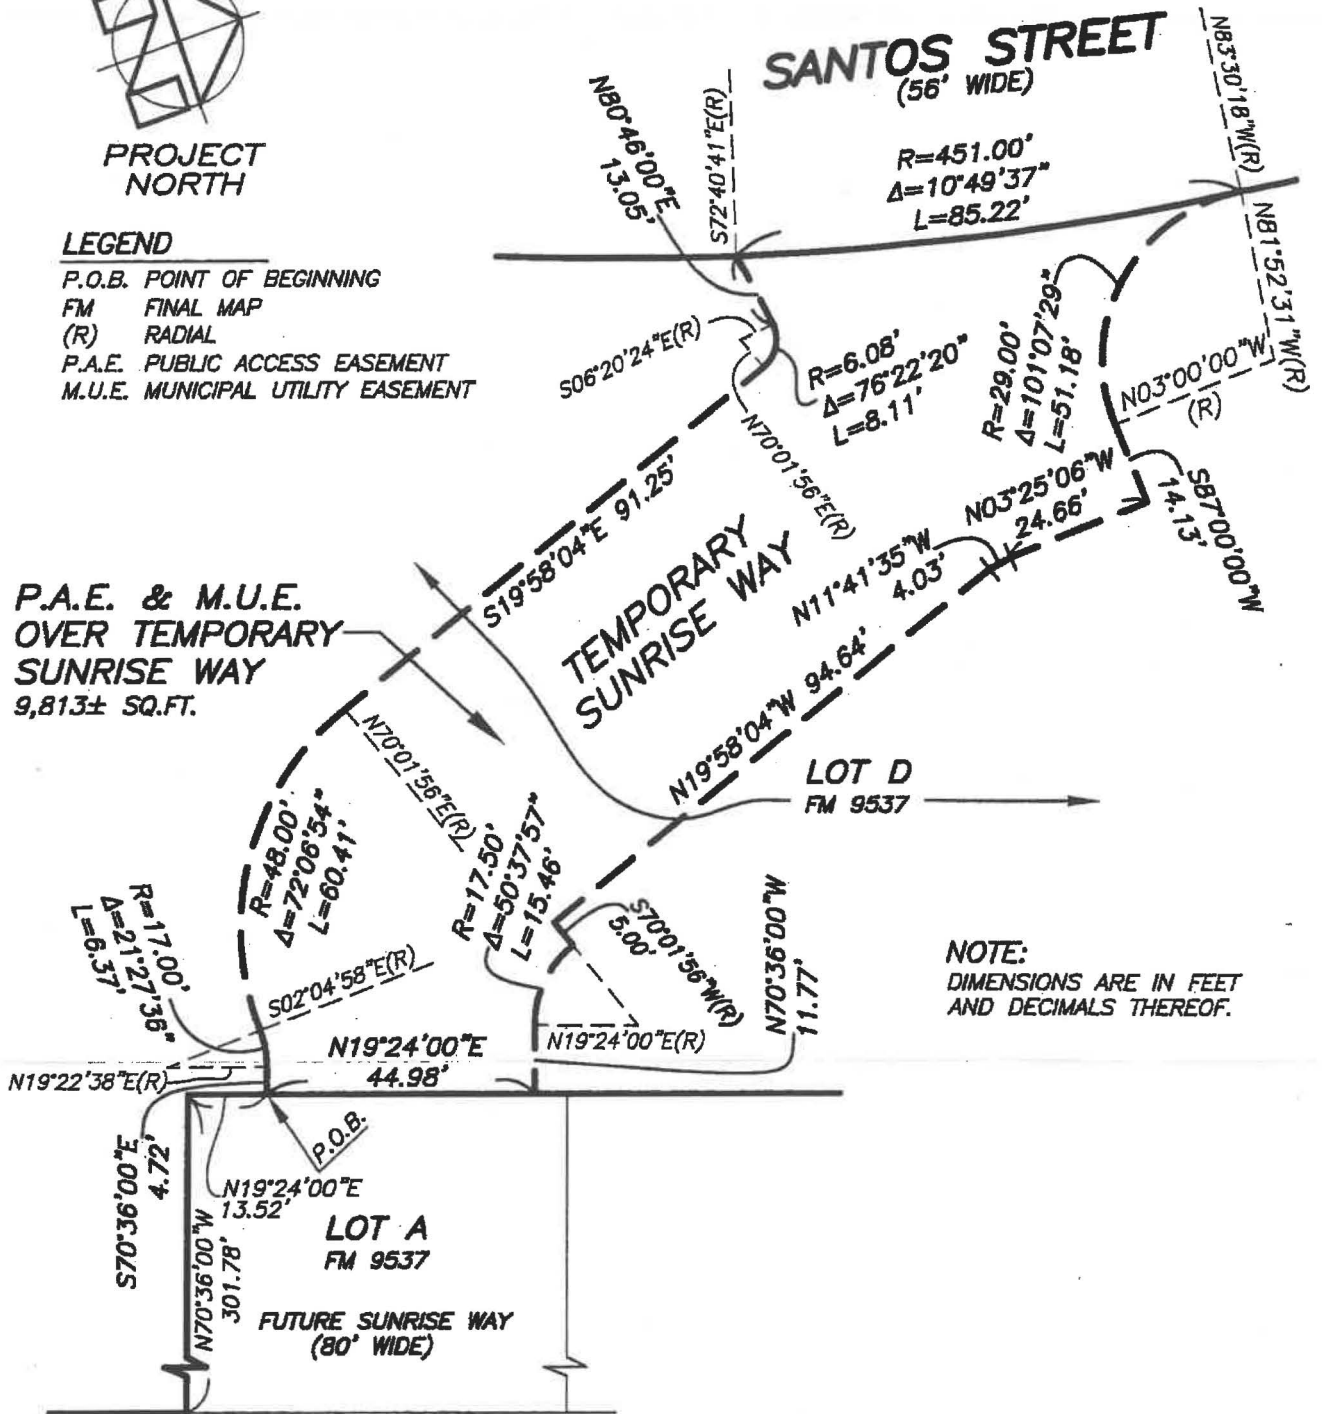 PROJECT
NORTH
LEGEND
P.O.B. POINT OF BEGINNING
FM FINAL MAP
(R) RADIAL
P.A.E. PUBLIC ACCESS EASEMENT
M.U.E. MUNICIPAL UTILITY EASEMENT
SANTOS STREET
(56' WIDE)
N80°46'00"E
13.05'
S72°40'41"E(R)
R=451.00'
Δ=10°49'37"
L=85.22'
N83°30'18"W(R)
N81°52'31"W(R)
S06°20'24"E(R)
R=6.08'
Δ=76°22'20"
L=8.11'
R=29.00'
Δ=101°07'29"
L=51.18'
N03°00'00"W
(R)
N70°01'56"E(R)
S19°58'04"E 91.25'
TEMPORARY
SUNRISE WAY
N03°25'06"W
24.66'
S87°00'00"W
14.13'
N11°41'35"W
4.03'
P.A.E. & M.U.E.
OVER TEMPORARY
SUNRISE WAY
9,813± SQ.FT.
N19°58'04"W 94.64'
LOT D
FM 9537
N70°01'56"E(R)
R=48.00'
Δ=72°06'54"
L=60.41'
R=17.50'
Δ=50°37'57"
L=15.46'
S70°01'56"W(R)
5.00'
N70°36'00"W
11.77'
R=17.00'
Δ=21°27'36"
L=6.37'
S02°04'58"E(R)
NOTE:
DIMENSIONS ARE IN FEET
AND DECIMALS THEREOF.
N19°22'38"E(R)
N19°24'00"E
44.98'
N19°24'00"E(R)
P.O.B.
S70°36'00"E
4.72'
N19°24'00"E
13.52'
N70°36'00"W
301.78'
LOT A
FM 9537
FUTURE SUNRISE WAY
(80' WIDE)